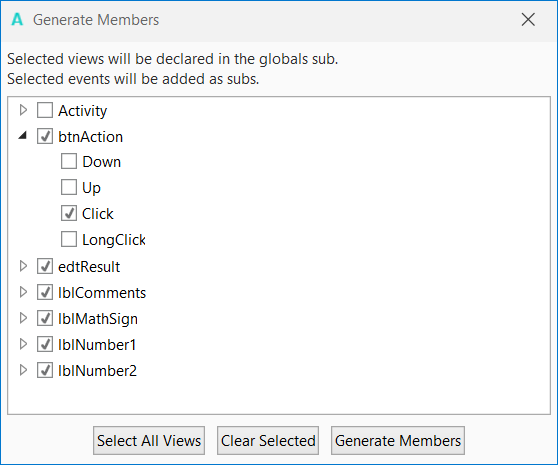 Generate Members
Selected views will be declared in the globals sub.
Selected events will be added as subs.
Activity
btnAction
Down
Up
Click
LongClick
edtResult
lblComments
lblMathSign
lblNumber1
lblNumber2
Select All Views Clear Selected Generate Members